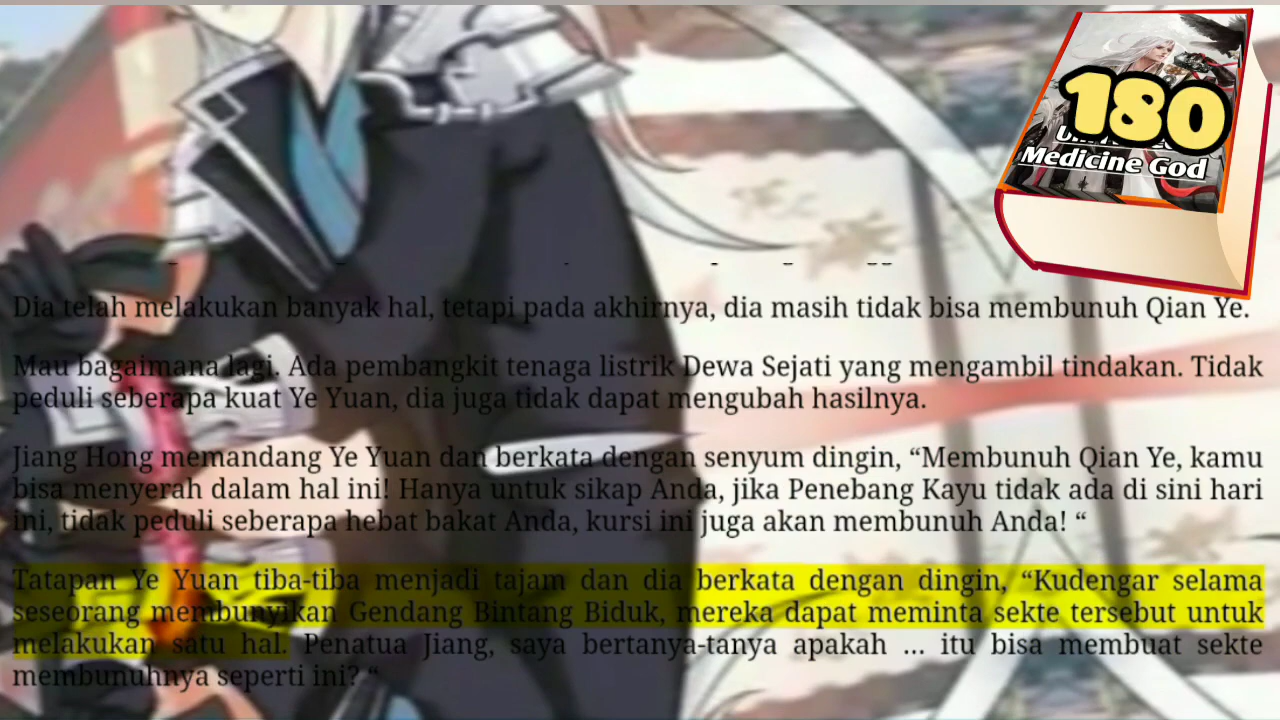 180
Medicine God
Dia telah melakukan banyak hal, tetapi pada akhirnya, dia masih tidak bisa membunuh Qian Ye.
Mau bagaimana lagi. Ada pembangkit tenaga listrik Dewa Sejati yang mengambil tindakan. Tidak
peduli seberapa kuat Ye Yuan, dia juga tidak dapat mengubah hasilnya.
Jiang Hong memandang Ye Yuan dan berkata dengan senyum dingin, “Membunuh Qian Ye, kamu
bisa menyerah dalam hal ini! Hanya untuk sikap Anda, jika Penebang Kayu tidak ada di sini hari
ini, tidak peduli seberapa hebat bakat Anda, kursi ini juga akan membunuh Anda! “
Tatapan Ye Yuan tiba-tiba menjadi tajam dan dia berkata dengan dingin, “Kudengar selama
seseorang membunyikan Gendang Bintang Biduk, mereka dapat meminta sekte tersebut untuk
melakukan satu hal. Penatua Jiang, saya bertanya-tanya apakah … itu bisa membuat sekte
membunuhnya seperti ini? “